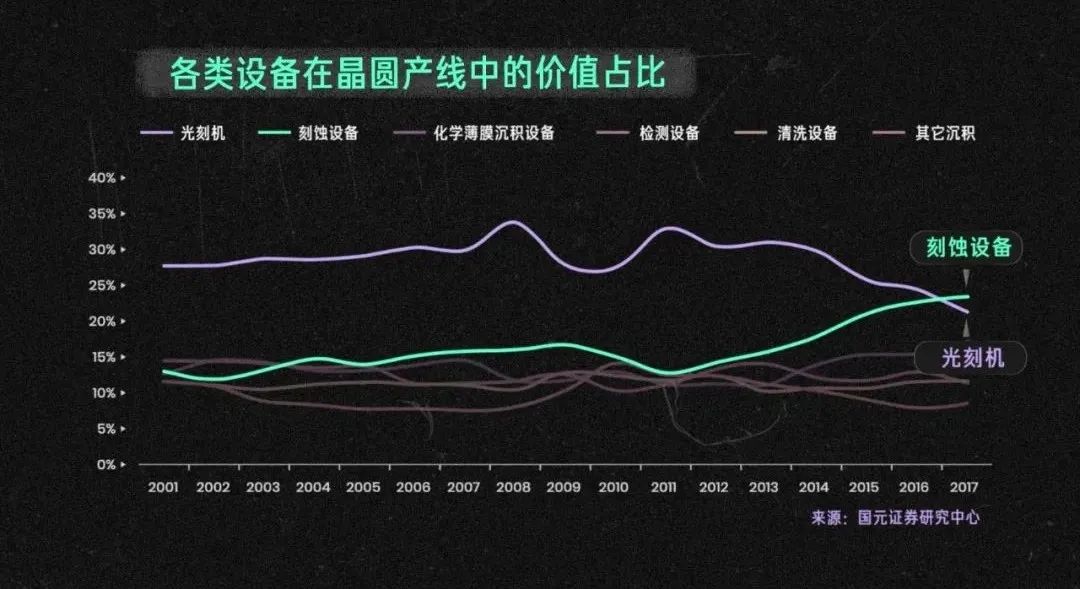 各类设备在晶圆产线中的价值占比
光刻机 刻蚀设备 化学薄膜沉积设备 检测设备 清洗设备 其它沉积
40%
35%
30%
25%
20%
15%
10%
5%
0%
刻蚀设备
光刻机
2001 2002 2003 2004 2005 2006 2007 2008 2009 2010 2011 2012 2013 2014 2015 2016 2017
来源：国元证券研究中心